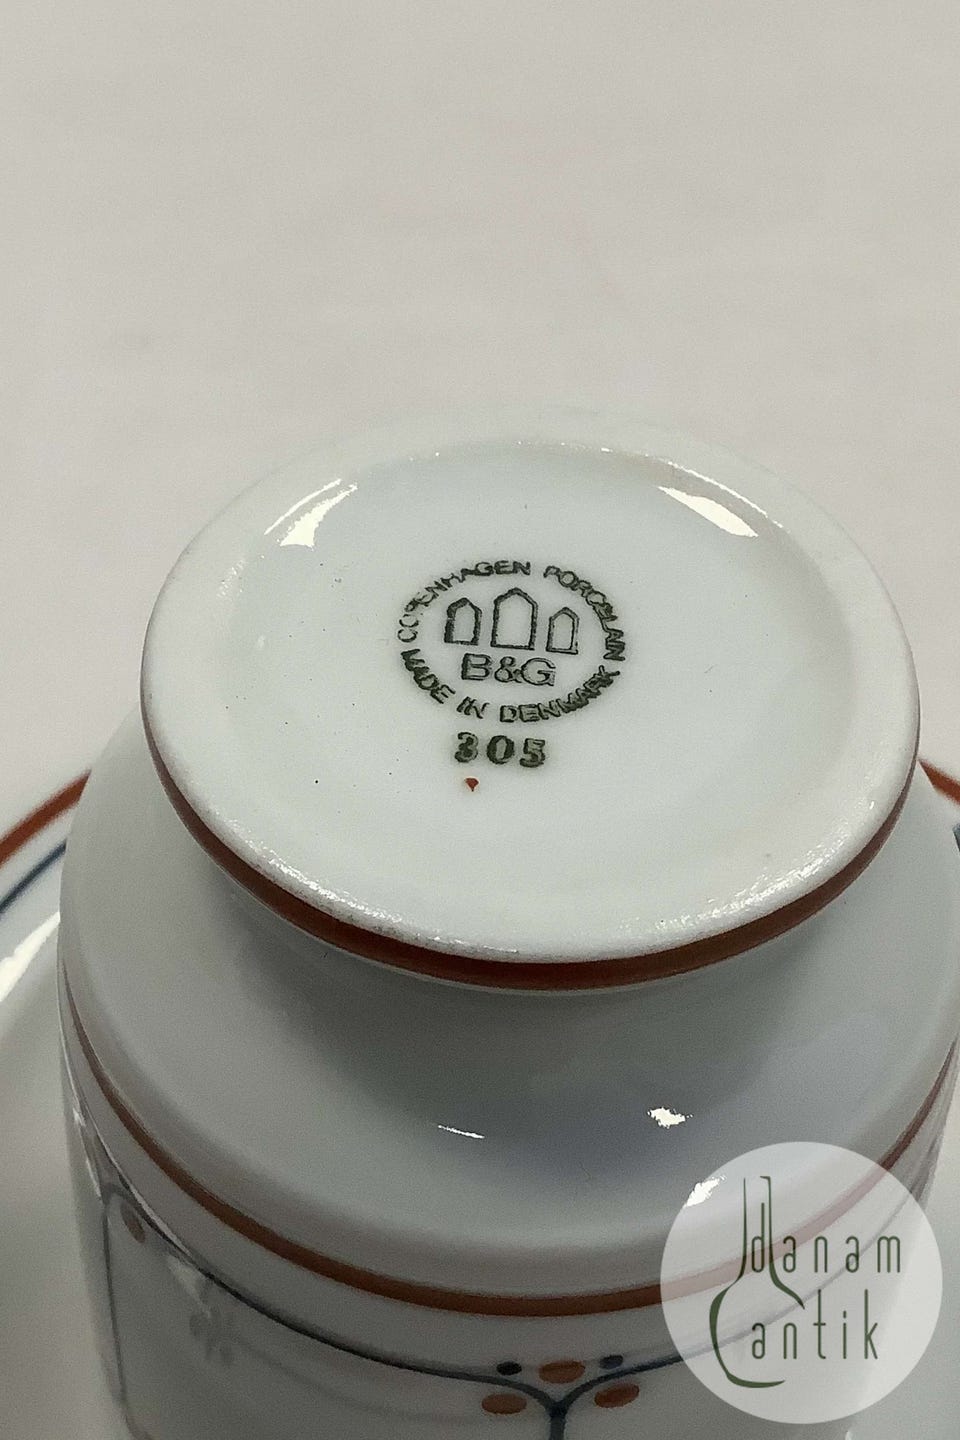 COPENHAGEN PORCELAIN
B&G
MADE IN DENMARK
305
danam
antik